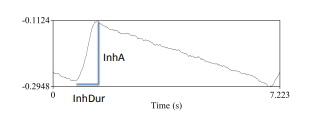 -0.1124
InhA
-0.2948
0
7.223
InhDur
Time (s)